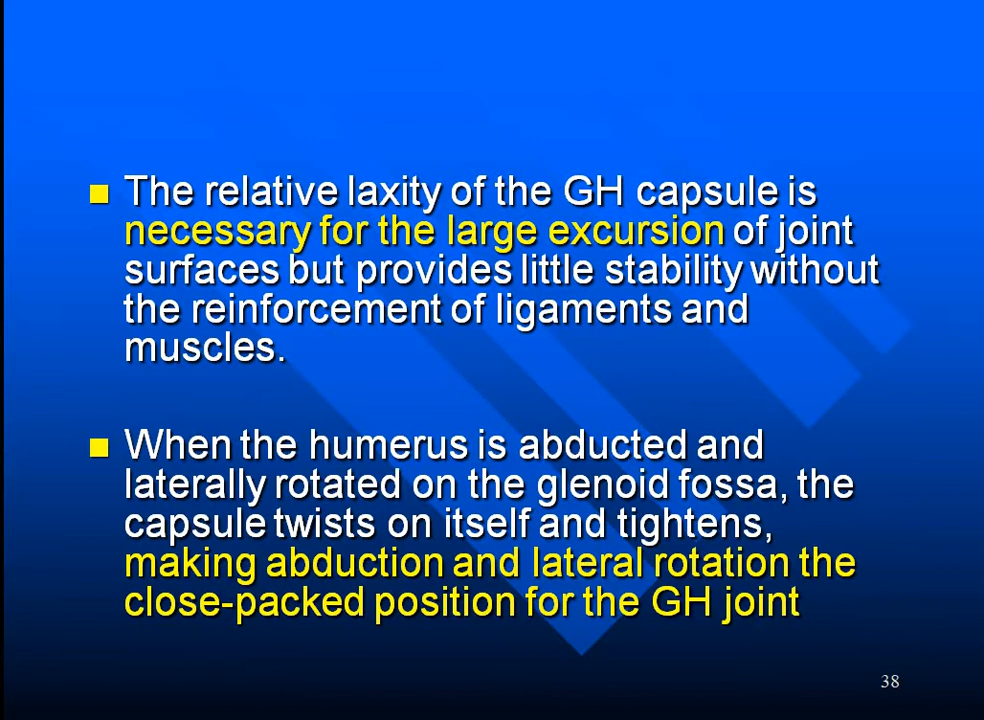 The relative laxity of the GH capsule is
necessary for the large excursion of joint
surfaces but provides little stability without
the reinforcement of ligaments and
muscles.
When the humerus is abducted and
laterally rotated on the glenoid fossa, the
capsule twists on itself and tightens,
making abduction and lateral rotation the
close-packed position for the GH joint
38